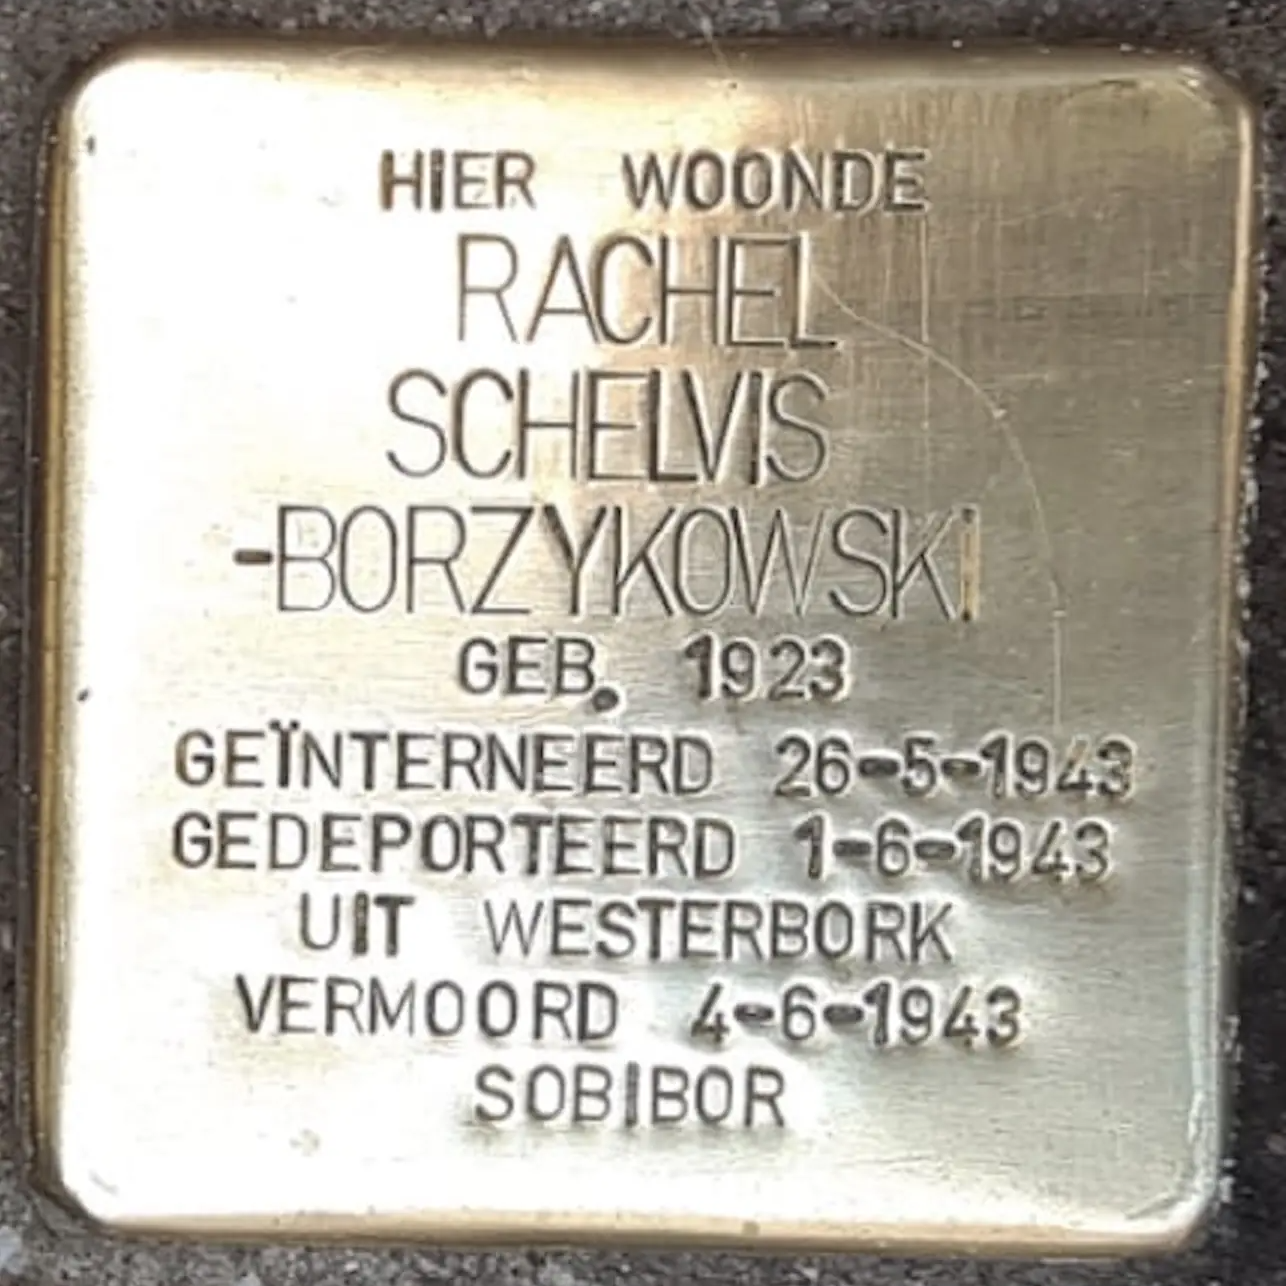 HIER WOONDE
RACHEL
SCHELVIS
-BORZYKOWSKi
GEB. 1923
GEÏNTERNEERD 26-5-1943
GEDEPORTEERD 1-6-1943
UIT WESTERBORK
VERMOORD 4-6-1943
SOBIBOR